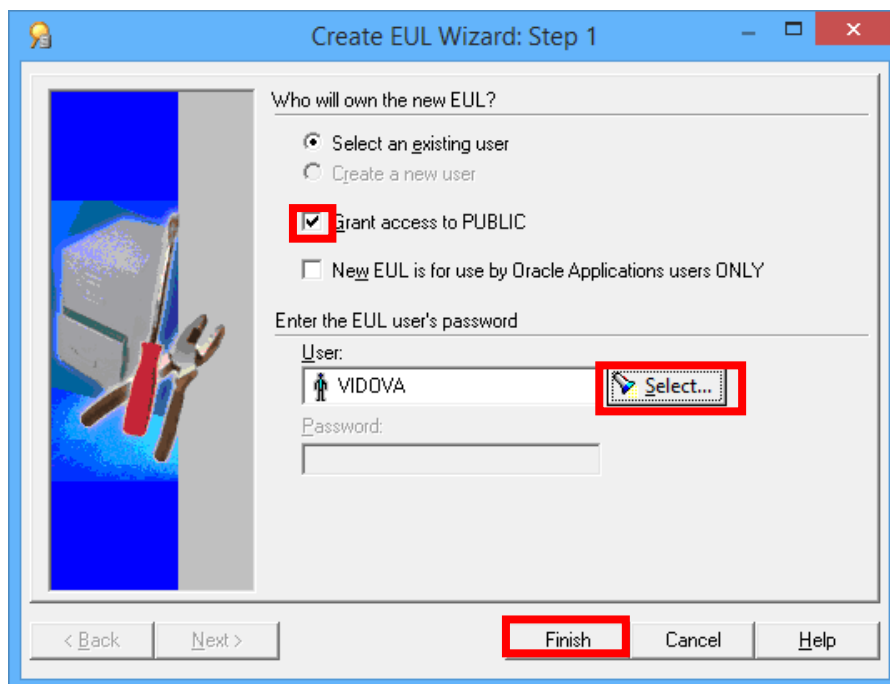 Create EUL Wizard: Step 1
Who will own the new EUL?
Select an existing user
Create a new user
Grant access to PUBLIC
New EUL is for use by Oracle Applications users ONLY
Enter the EUL user's password
User:
VIDOVA
Select...
Password:
< Back Next > Finish Cancel Help